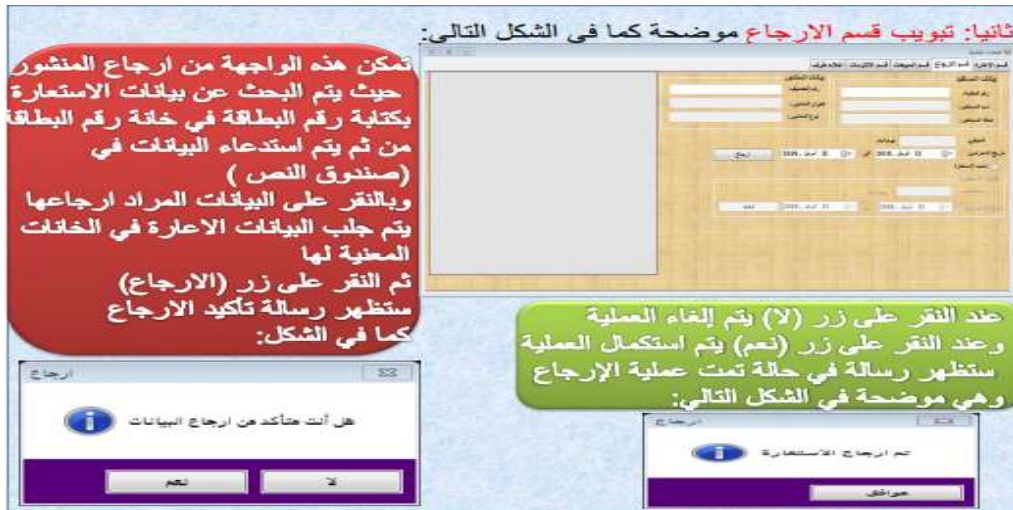 ثانيا: تبويب قسم الارجاع موضحة كما في الشكل التالي:
تمكن هذه الواجهة من ارجاع المنشور
حيث يتم البحث عن بيانات الاستعارة
بكتابة رقم البطاقة في خانة رقم البطاقة
من ثم يتم استدعاء البيانات في
(صندوق النص )
وبالنقر على البيانات المراد ارجاعها
يتم جلب البيانات الاعارة في الخانات
المعنية لها
ثم النقر على زر (الارجاع)
ستظهر رسالة تأكيد الارجاع
كما في الشكل:
ارجاع
عند النقر على زر (لا) يتم إلغاء العملية
وعند النقر على زر (نعم) يتم استكمال العملية
ستظهر رسالة في حالة تمت عملية الإرجاع
وهي موضحة في الشكل التالي:
ارجاع
هل أنت متأكد من ارجاع البيانات
نعم
لا
ارجاع
تم ارجاع الاستعارة
موافق